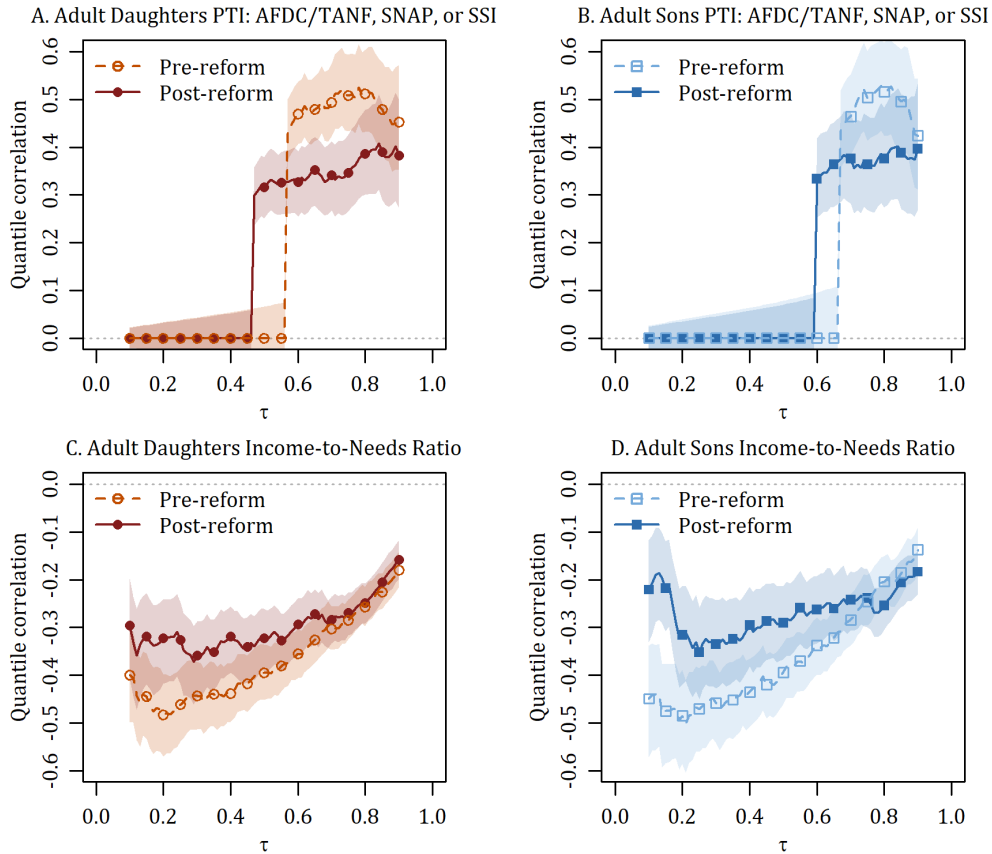 A. Adult Daughters PTI: AFDC/TANF, SNAP, or SSI
Quantile correlation
0.6
0.5
0.4
0.3
0.2
0.1
0.0
Pre-reform
Post-reform
0.0 0.2 0.4 0.6 0.8 1.0
τ
B. Adult Sons PTI: AFDC/TANF, SNAP, or SSI
Quantile correlation
0.6
0.5
0.4
0.3
0.2
0.1
0.0
Pre-reform
Post-reform
0.0 0.2 0.4 0.6 0.8 1.0
τ
C. Adult Daughters Income-to-Needs Ratio
Quantile correlation
0.0
-0.1
-0.2
-0.3
-0.4
-0.5
-0.6
Pre-reform
Post-reform
0.0 0.2 0.4 0.6 0.8 1.0
τ
D. Adult Sons Income-to-Needs Ratio
Quantile correlation
0.0
-0.1
-0.2
-0.3
-0.4
-0.5
-0.6
Pre-reform
Post-reform
0.0 0.2 0.4 0.6 0.8 1.0
τ